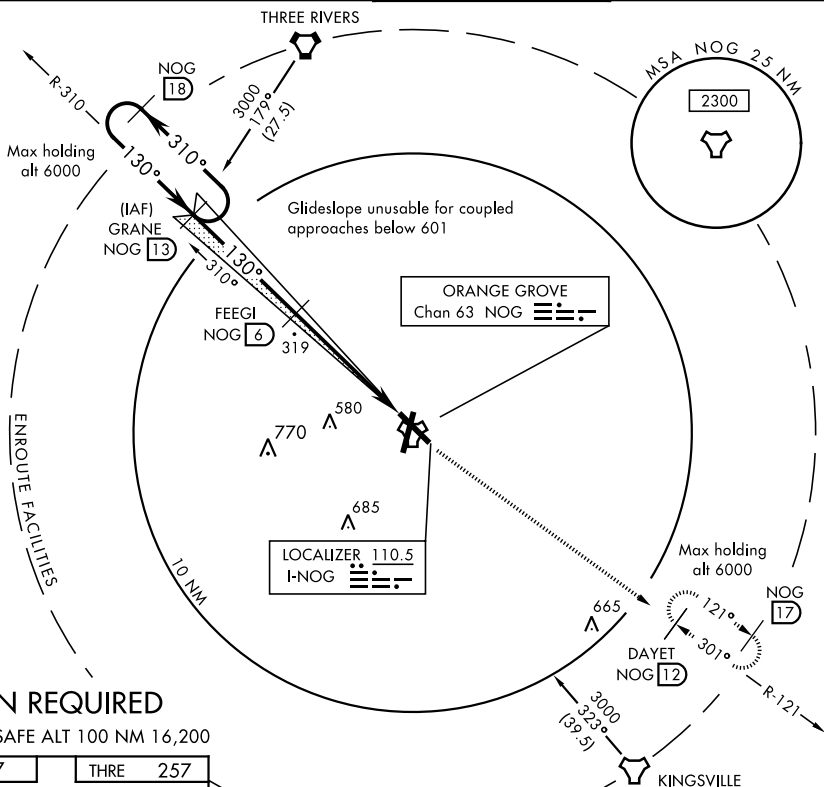 THREE RIVERS
MSA NOG 25 NM
2300
NOG
18
R-310
3000
179°
(27.5)
310°
130°
Max holding
alt 6000
(IAF)
GRANE
NOG 13
Glideslope unusable for coupled
approaches below 601
130°
310°
ORANGE GROVE
Chan 63 NOG
FEEGI
NOG 6
319
580
770
685
ENROUTE FACILITIES
LOCALIZER 110.5
I-NOG
10 NM
Max holding
alt 6000
665
121°
NOG
17
301°
DAYET
NOG 12
R-121
3000
323°
(39.5)
N REQUIRED
SAFE ALT 100 NM 16,200
7
THRE 257
KINGSVILLE